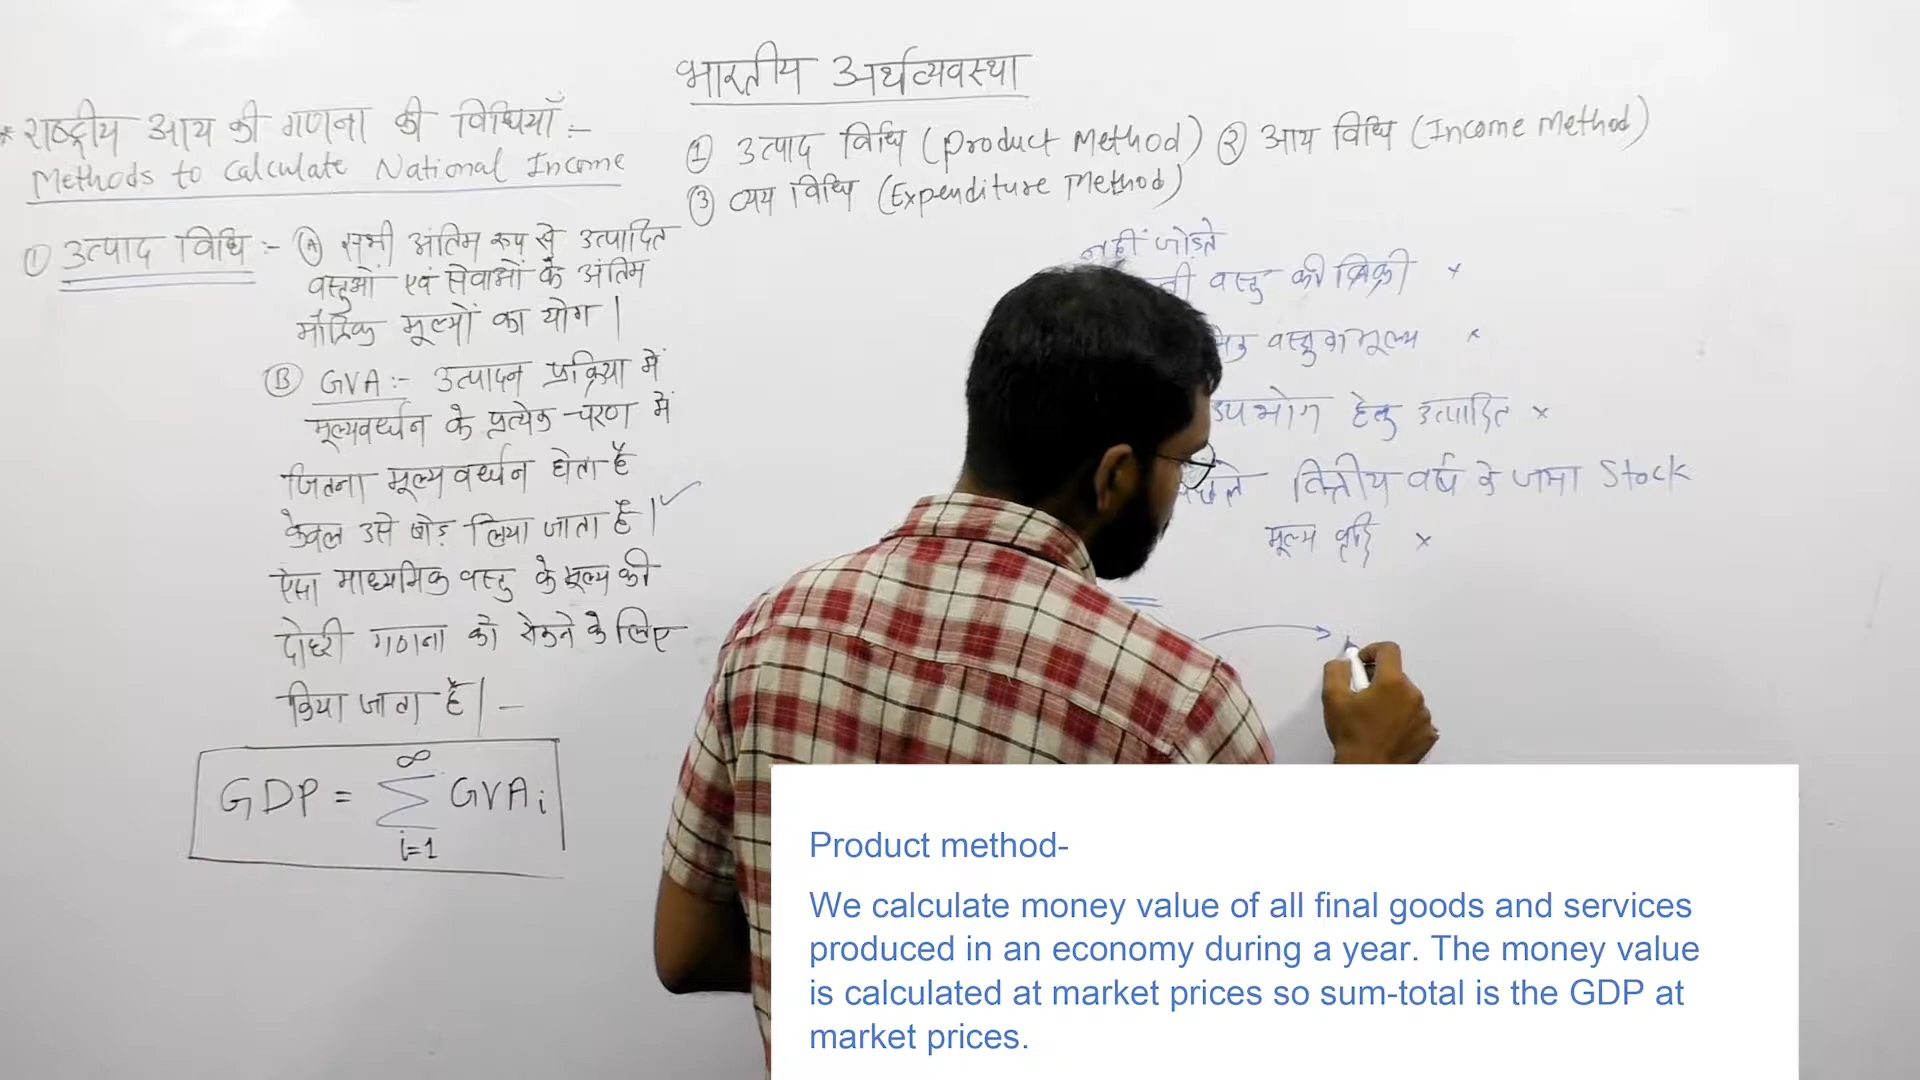 भारतीय अर्थव्यवस्था
* राष्ट्रीय आय की गणना की विधियाँ :-
Methods to Calculate National Income
① उत्पाद विधि (Product Method) ② आय विधि (Income Method)
③ व्यय विधि (Expenditure Method)
① उत्पाद विधि :- Ⓐ सभी अंतिम रूप से उत्पादित
वस्तुओं एवं सेवाओं के अंतिम
मौद्रिक मूल्यों का योग |
Ⓑ GVA :- उत्पादन प्रक्रिया में
मूल्यवर्धन के प्रत्येक चरण में
जितना मूल्यवर्धन होता है
केवल उसे जोड़ लिया जाता है | ✓
ऐसा माध्यमिक वस्तु के मूल्य की
दोहरी गणना को रोकने के लिए
किया जाता है | -
GDP = ∞ Σ i=1 GVA i
नहीं जोड़ते
वस्तु की बिक्री ×
वस्तु का मूल्य ×
उपभोग हेतु उत्पादित ×
वित्तीय वर्ष के जमा Stock
मूल्य वृद्धि ×
Product method-
We calculate money value of all final goods and services
produced in an economy during a year. The money value
is calculated at market prices so sum-total is the GDP at
market prices.